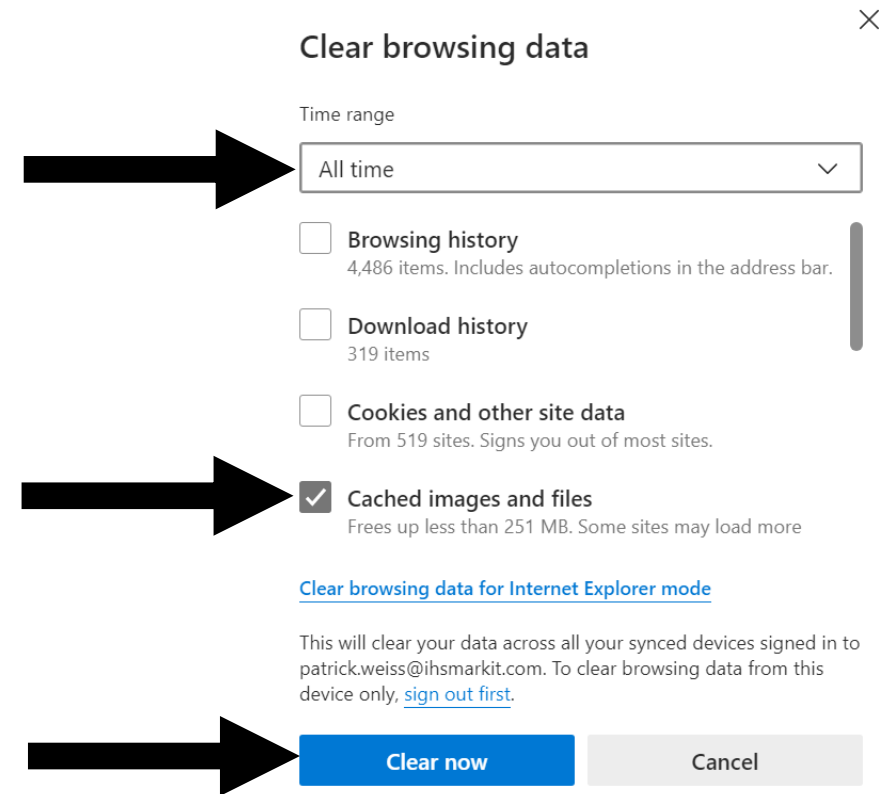 Clear browsing data
Time range
All time
Browsing history
4,486 items. Includes autocompletions in the address bar.
Download history
319 items
Cookies and other site data
From 519 sites. Signs you out of most sites.
Cached images and files
Frees up less than 251 MB. Some sites may load more
Clear browsing data for Internet Explorer mode
This will clear your data across all your synced devices signed in to
patrick.weiss@ihsmarkit.com. To clear browsing data from this
device only, sign out first.
Clear now
Cancel